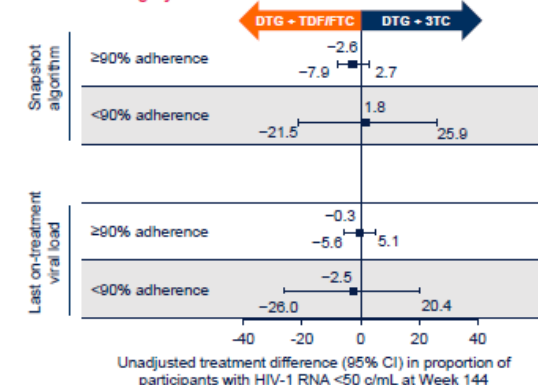 DTG + TDF/FTC
DTG + 3TC
Snapshot
algorithm
≥90% adherence
−2.6
−7.9
2.7
<90% adherence
1.8
−21.5
25.9
Last on-treatment
viral load
≥90% adherence
−0.3
−5.6
5.1
<90% adherence
−2.5
−26.0
20.4
-40 -20 0 20 40
Unadjusted treatment difference (95% CI) in proportion of
participants with HIV-1 RNA <50 c/mL at Week 144